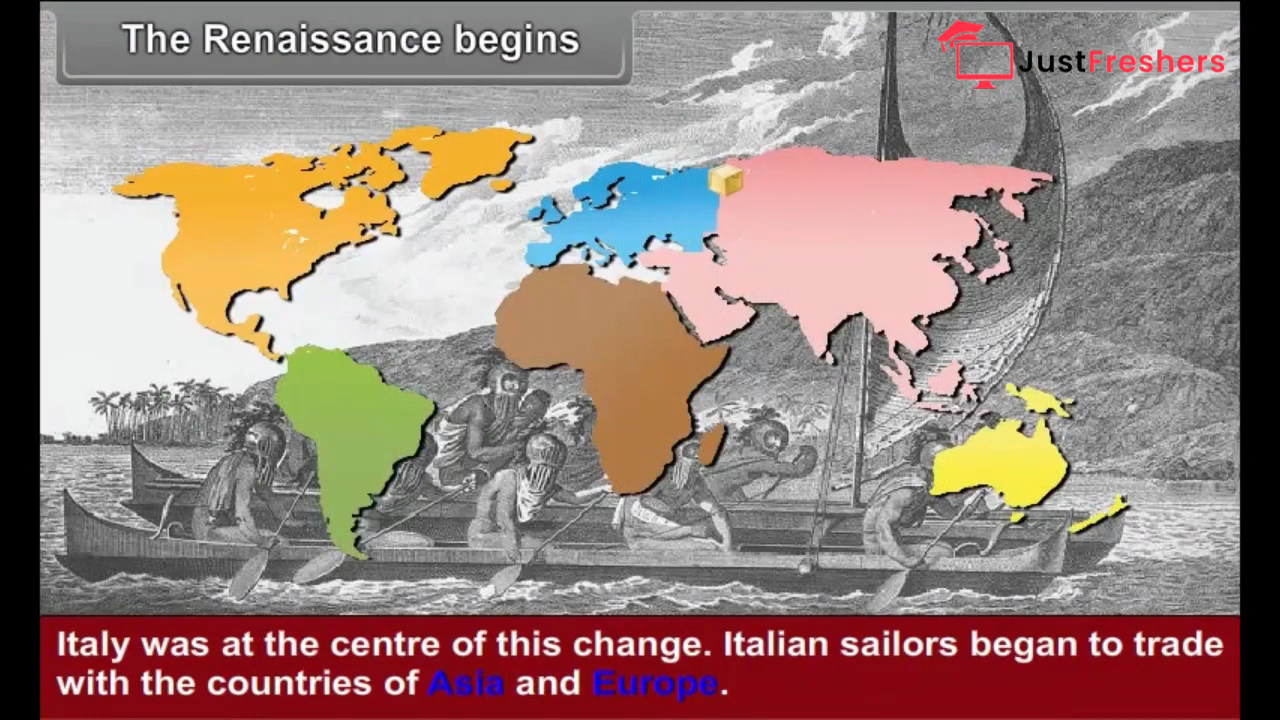 The Renaissance begins
JustFreshers
Italy was at the centre of this change. Italian sailors began to trade
with the countries of Asia and Europe.